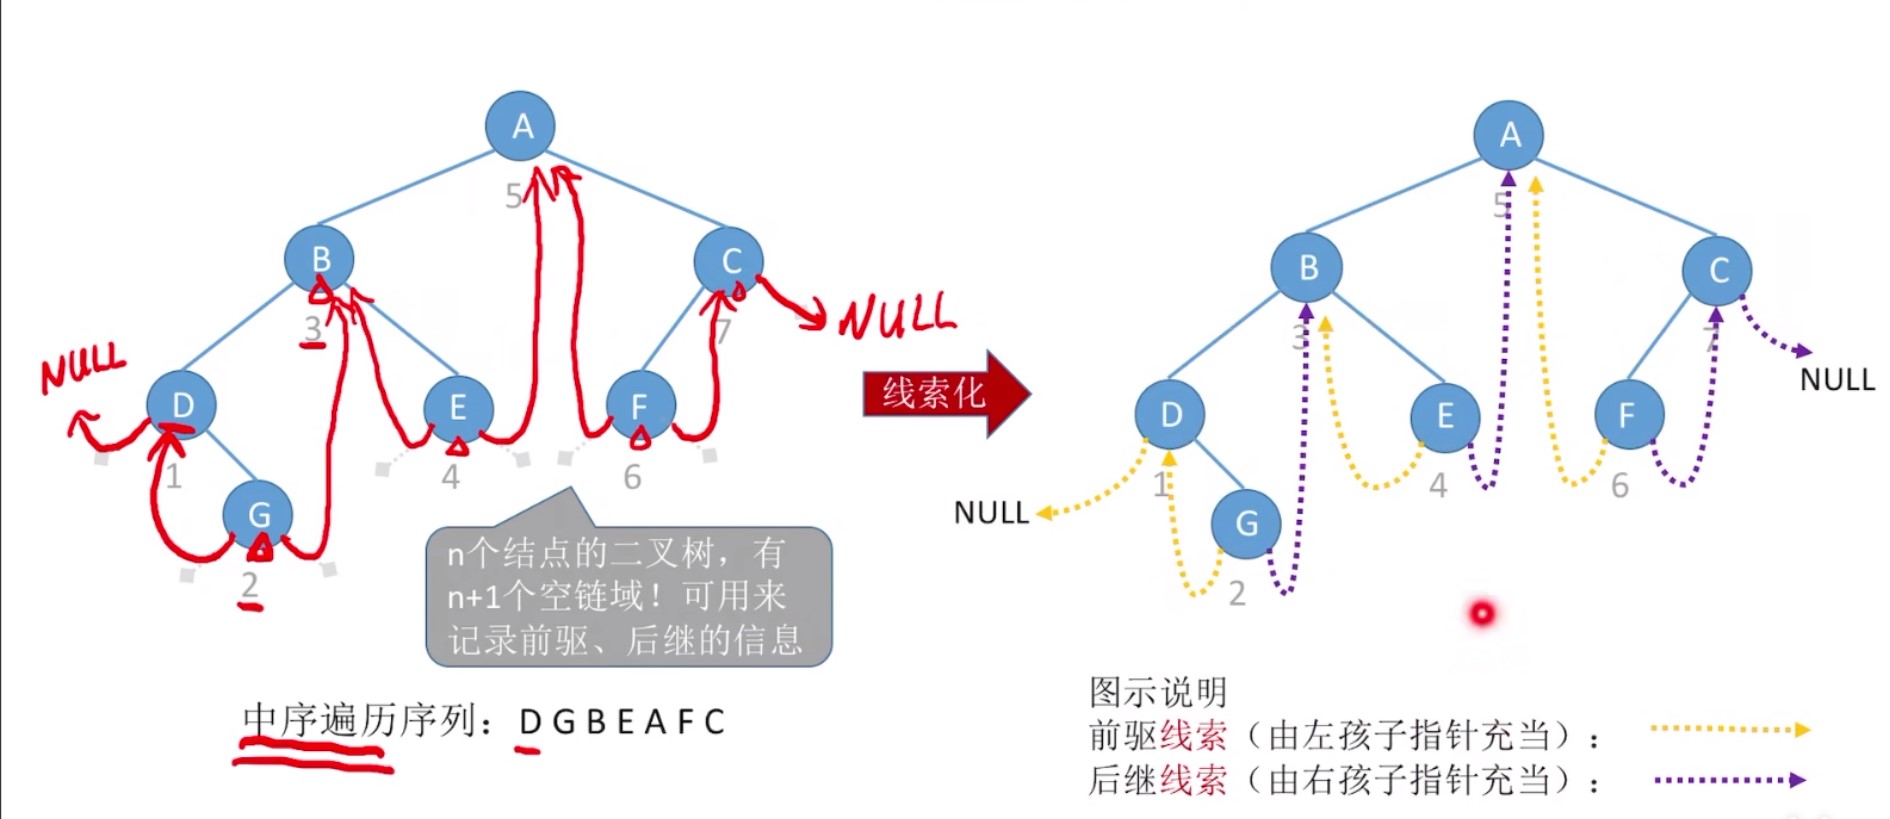 A
5
B
3
C
7
NULL
NULL
D
1
E
4
F
6
G
2
n个结点的二叉树，有
n+1个空链域！可用来
记录前驱、后继的信息
中序遍历序列：D G B E A F C
线索化
A
5
B
3
C
7
NULL
D
1
E
4
F
6
NULL
G
2
图示说明
前驱线索（由左孩子指针充当）：
后继线索（由右孩子指针充当）：